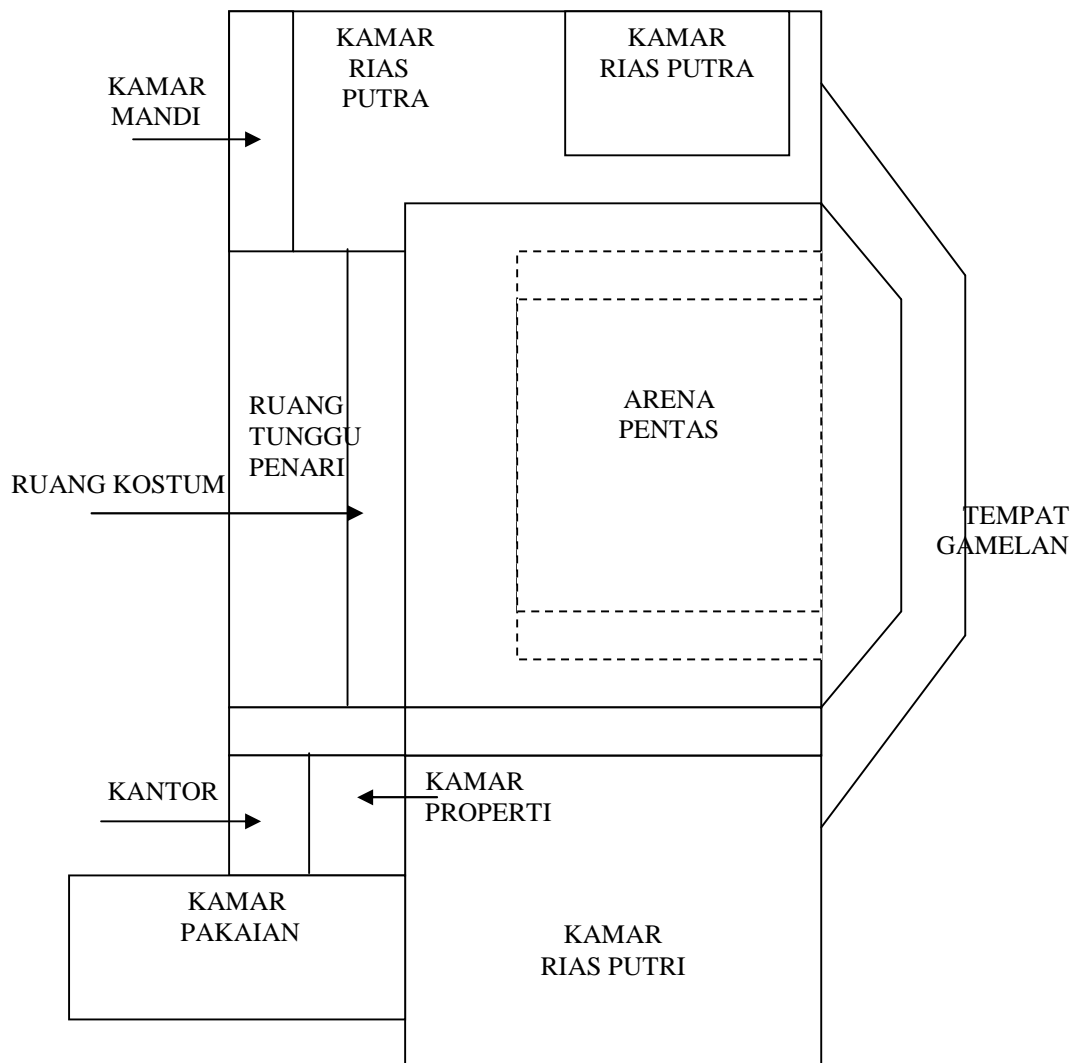 KAMAR
RIAS
PUTRA
KAMAR
RIAS PUTRA
KAMAR
MANDI
RUANG
TUNGGU
PENARI
ARENA
PENTAS
RUANG KOSTUM
TEMPAT
GAMELAN
KANTOR
KAMAR
PROPERTI
KAMAR
PAKAIAN
KAMAR
RIAS PUTRI